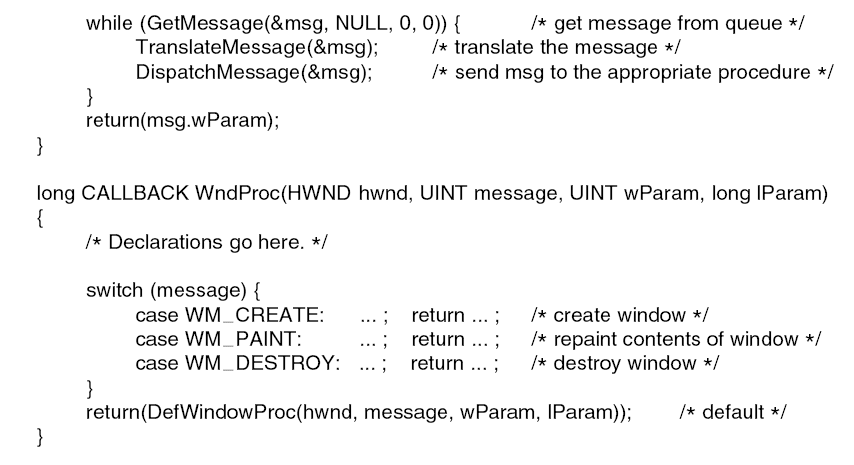 while (GetMessage(&msg, NULL, 0, 0)) { /* get message from queue */
TranslateMessage(&msg); /* translate the message */
DispatchMessage(&msg); /* send msg to the appropriate procedure */
}
return(msg.wParam);
}
long CALLBACK WndProc(HWND hwnd, UINT message, UINT wParam, long lParam)
{
/* Declarations go here. */
switch (message) {
case WM_CREATE: ... ; return ... ; /* create window */
case WM_PAINT: ... ; return ... ; /* repaint contents of window */
case WM_DESTROY: ... ; return ... ; /* destroy window */
}
return(DefWindowProc(hwnd, message, wParam, lParam)); /* default */
}